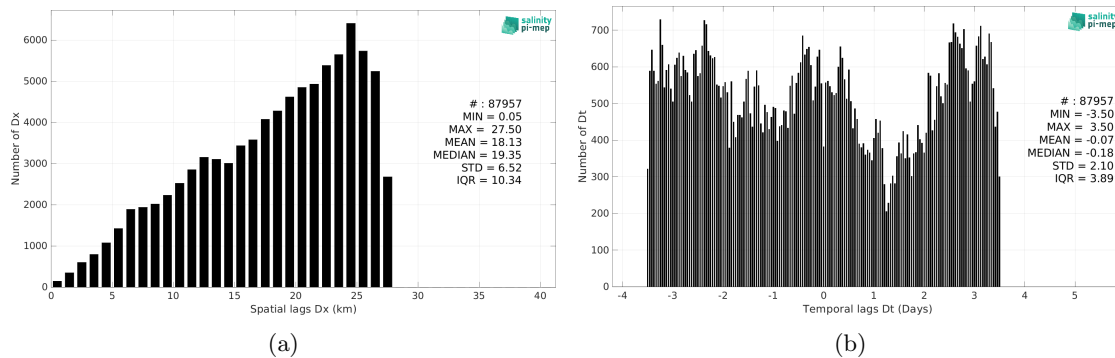 salinity
pi-mep
6000
5000
4000
3000
2000
1000
0
Number of Dx
# : 87957
MIN = 0.05
MAX = 27.50
MEAN = 18.13
MEDIAN = 19.35
STD = 6.52
IQR = 10.34
0 5 10 15 20 25 30 35 40
Spatial lags Dx (km)
(a)
salinity
pi-mep
700
600
500
400
300
200
100
0
Number of Dt
# : 87957
MIN = -3.50
MAX = 3.50
MEAN = -0.07
MEDIAN = -0.18
STD = 2.10
IQR = 3.89
-4 -3 -2 -1 0 1 2 3 4 5
Temporal lags Dt (Days)
(b)